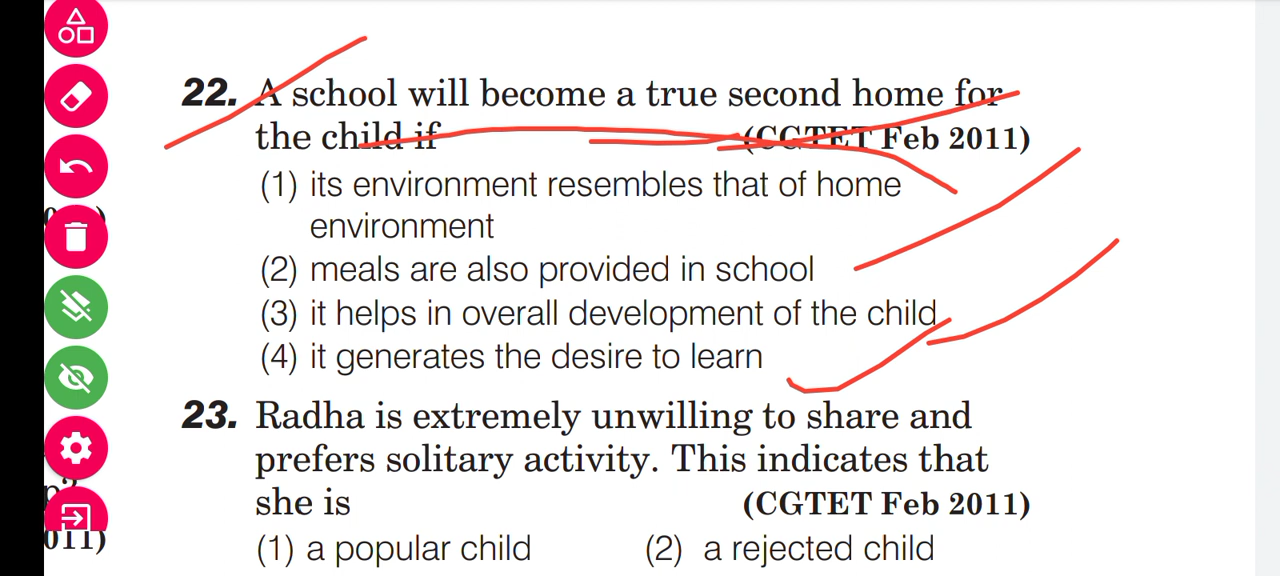 22. A school will become a true second home for
the child if (CGTET Feb 2011)
(1) its environment resembles that of home
environment
(2) meals are also provided in school
(3) it helps in overall development of the child
(4) it generates the desire to learn
23. Radha is extremely unwilling to share and
prefers solitary activity. This indicates that
she is (CGTET Feb 2011)
011)
(1) a popular child (2) a rejected child